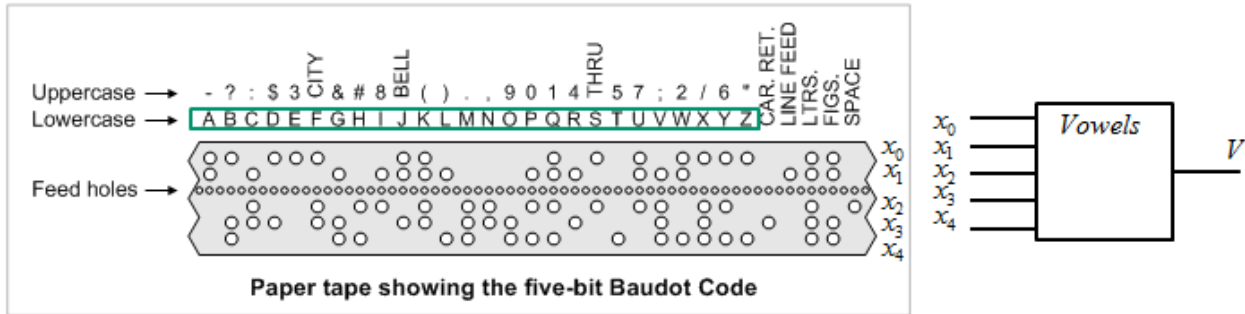 Uppercase → - ? : $ 3 CITY & # 8 BELL ( ) . , 9 0 1 4 THRU 5 7 ; 2 / 6 " CAR. RET. LINE FEED LTRS. FIGS. SPACE
Lowercase → A B C D E F G H I J K L M N O P Q R S T U V W X Y Z
Feed holes →
x₀
x₁
x₂
x₃
x₄
Paper tape showing the five-bit Baudot Code
x₀
x₁
x₂
x₃
x₄
Vowels
V